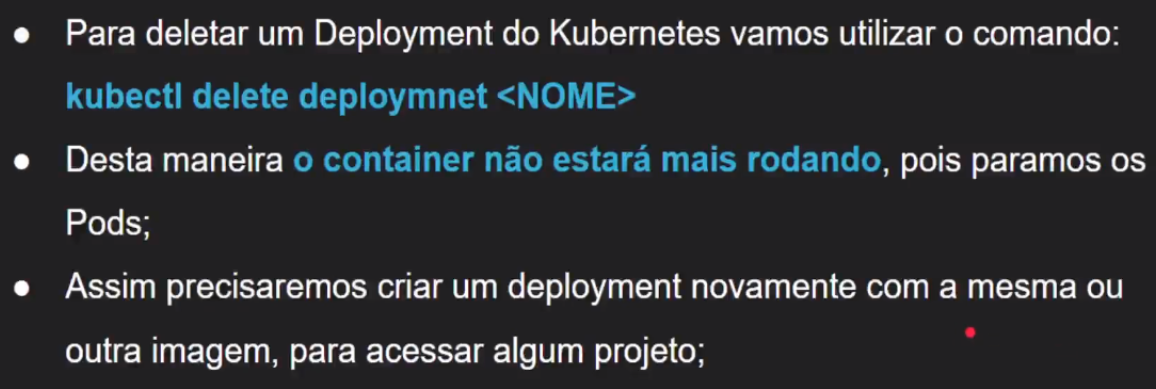 ● Para deletar um Deployment do Kubernetes vamos utilizar o comando:
kubectl delete deploymnet <NOME>
● Desta maneira o container não estará mais rodando, pois paramos os
Pods;
● Assim precisaremos criar um deployment novamente com a mesma ou
outra imagem, para acessar algum projeto;